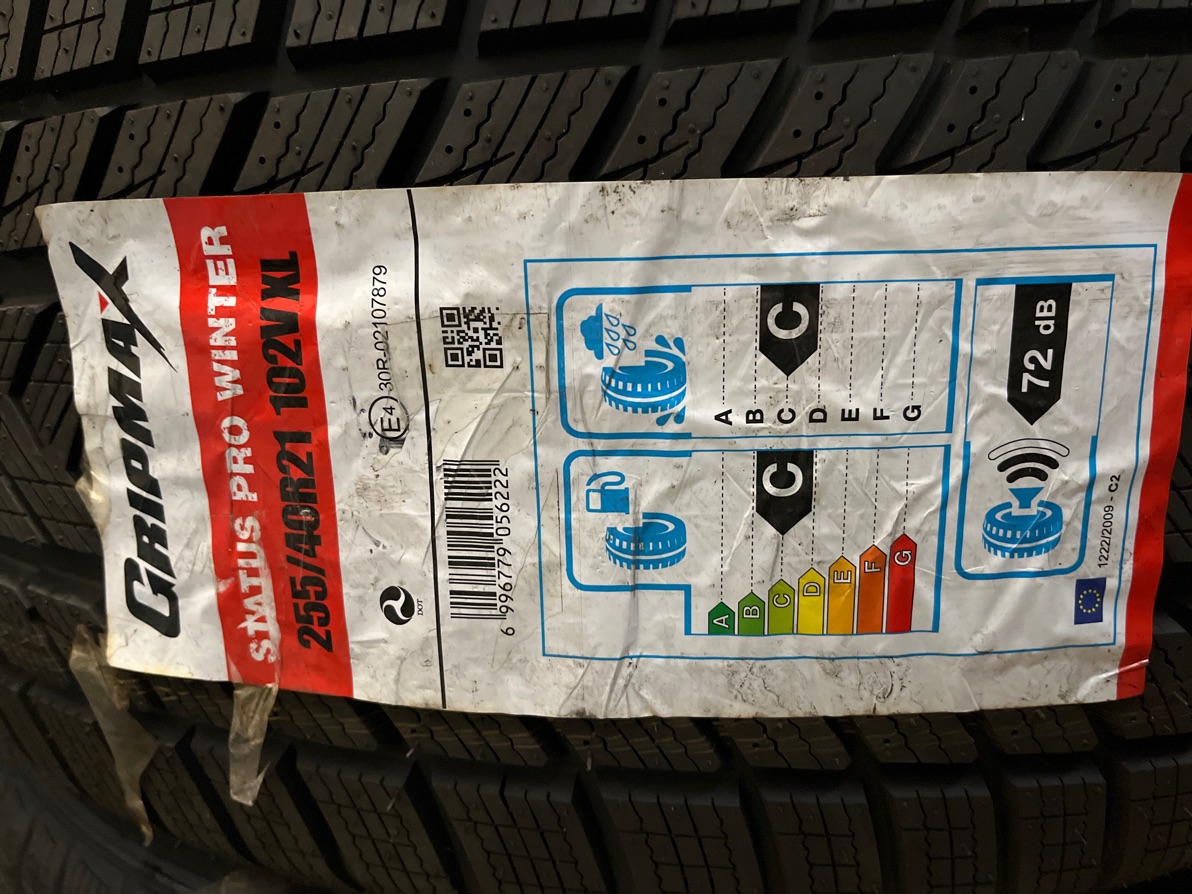 GRIPMAX
STATUS PRO WINTER
255/40R21 102V XL
DOT
E4 30R-02107879
6 996779 056222
A
B
C
D
E
F
G
C
A
B
C
D
E
F
G
C
72 dB
1222/2009 - C2